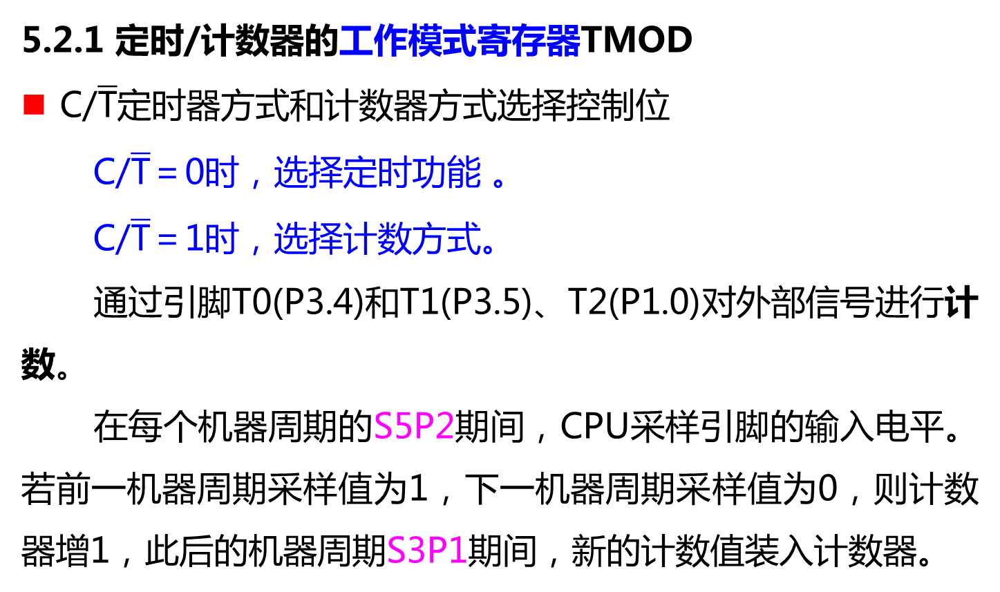 5.2.1 定时/计数器的工作模式寄存器TMOD
■ C/T̅定时器方式和计数器方式选择控制位
C/T̅＝0时，选择定时功能 。
C/T̅＝1时，选择计数方式。
通过引脚T0(P3.4)和T1(P3.5)、T2(P1.0)对外部信号进行计
数。
在每个机器周期的S5P2期间，CPU采样引脚的输入电平。
若前一机器周期采样值为1，下一机器周期采样值为0，则计数
器增1，此后的机器周期S3P1期间，新的计数值装入计数器。